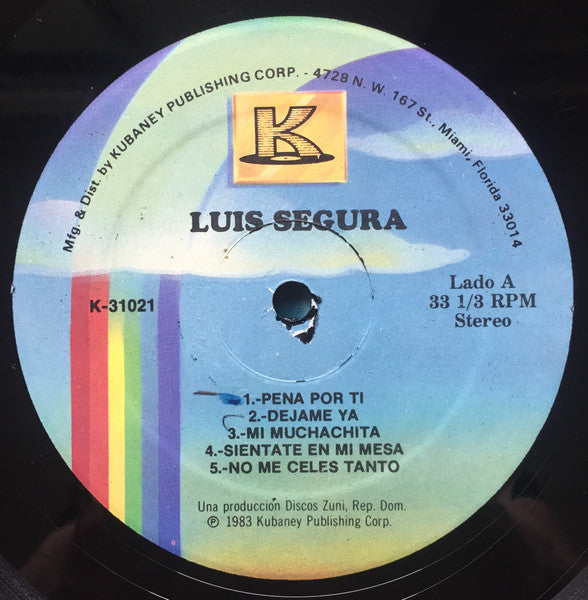 Mfg. & Dist. by KUBANEY PUBLISHING CORP. - 4728 N. W. 167 St., Miami, Florida 33014
K
LUIS SEGURA
K-31021
Lado A
33 1/3 RPM
Stereo
1.-PENA POR TI
2.-DEJAME YA
3.-MI MUCHACHITA
4.-SIENTATE EN MI MESA
5.-NO ME CELES TANTO
Una producción Discos Zuni, Rep. Dom.
℗ 1983 Kubaney Publishing Corp.